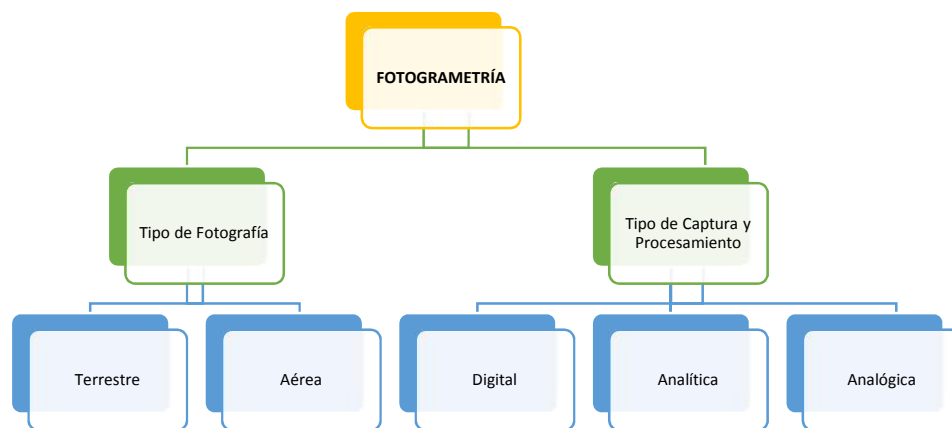 FOTOGRAMETRÍA
Tipo de Fotografía
Tipo de Captura y
Procesamiento
Terrestre
Aérea
Digital
Analítica
Analógica